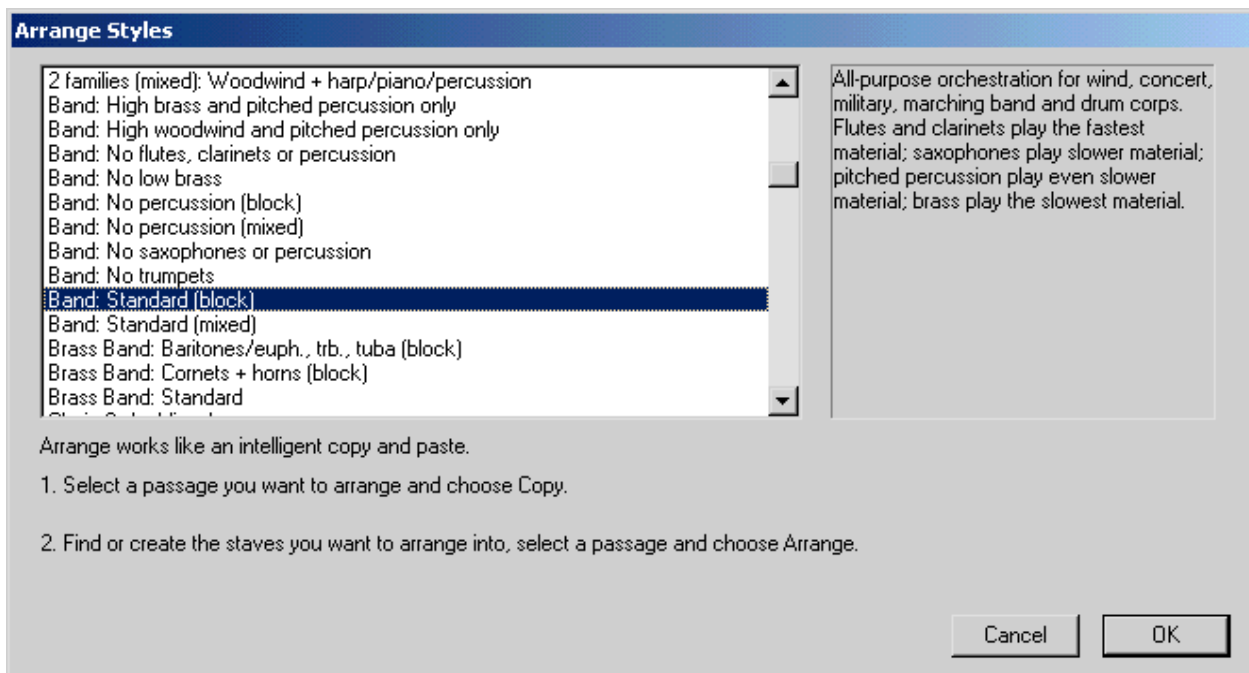 Arrange Styles
2 families (mixed): Woodwind + harp/piano/percussion
Band: High brass and pitched percussion only
Band: High woodwind and pitched percussion only
Band: No flutes, clarinets or percussion
Band: No low brass
Band: No percussion (block)
Band: No percussion (mixed)
Band: No saxophones or percussion
Band: No trumpets
Band: Standard (block)
Band: Standard (mixed)
Brass Band: Baritones/euph., trb., tuba (block)
Brass Band: Cornets + horns (block)
Brass Band: Standard
All-purpose orchestration for wind, concert,
military, marching band and drum corps.
Flutes and clarinets play the fastest
material; saxophones play slower material;
pitched percussion play even slower
material; brass play the slowest material.
Arrange works like an intelligent copy and paste.
1. Select a passage you want to arrange and choose Copy.
2. Find or create the staves you want to arrange into, select a passage and choose Arrange.
Cancel
OK